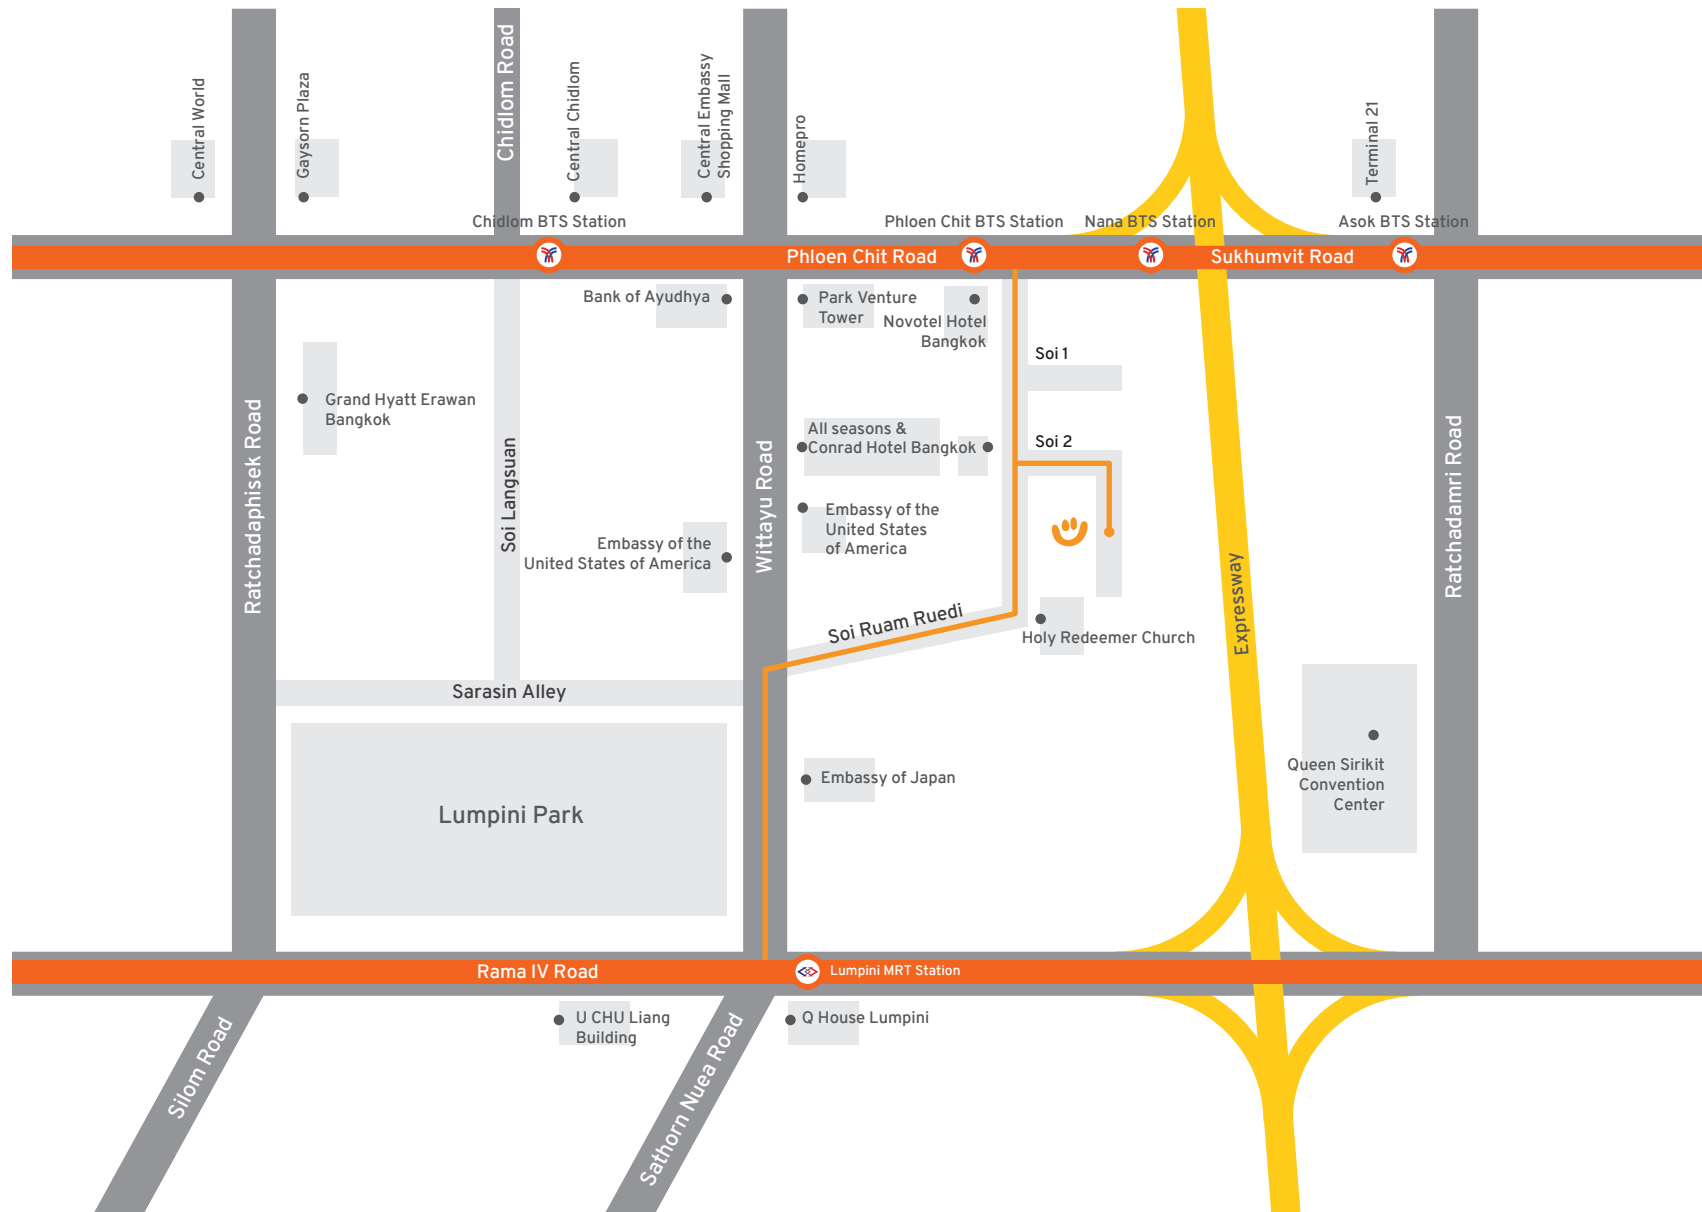 Central World
Gaysorn Plaza
Chidlom Road
Central Chidlom
Central Embassy
Shopping Mall
Homepro
Terminal 21
Chidlom BTS Station
Phloen Chit BTS Station
Nana BTS Station
Asok BTS Station
Phloen Chit Road
Sukhumvit Road
Bank of Ayudhya
Park Venture
Tower
Novotel Hotel
Bangkok
Soi 1
Grand Hyatt Erawan
Bangkok
Ratchadaphisek Road
Soi Langsuan
Wittayu Road
All seasons &
Conrad Hotel Bangkok
Soi 2
Ratchadamri Road
Embassy of the
United States of America
Embassy of the
United States
of America
Expressway
Soi Ruam Ruedi
Holy Redeemer Church
Sarasin Alley
Lumpini Park
Embassy of Japan
Queen Sirikit
Convention
Center
Rama IV Road
Lumpini MRT Station
U CHU Liang
Building
Q House Lumpini
Silom Road
Sathorn Nuea Road